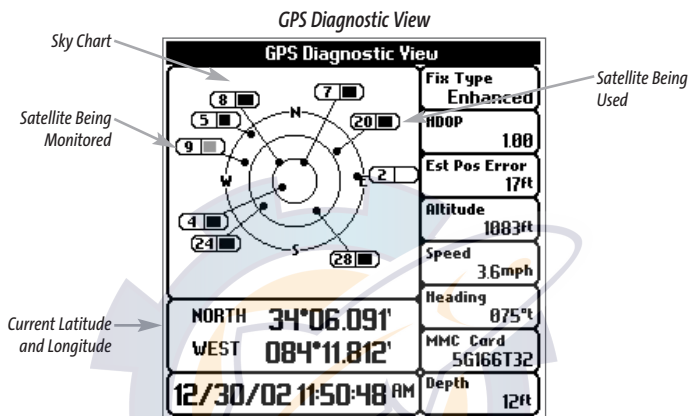 GPS Diagnostic View
Sky Chart
GPS Diagnostic View
Fix Type
Enhanced
Satellite Being
Used
8
7
5
20
N
HDOP
1.00
Satellite Being
Monitored
9
Est Pos Error
17ft
W
E
2
Altitude
1083ft
4
24
S
28
Speed
3.6mph
Heading
075°t
Current Latitude
and Longitude
NORTH 34°06.091'
WEST 084°11.812'
MMC Card
5G166T32
12/30/02 11:50:48 AM
Depth
12ft